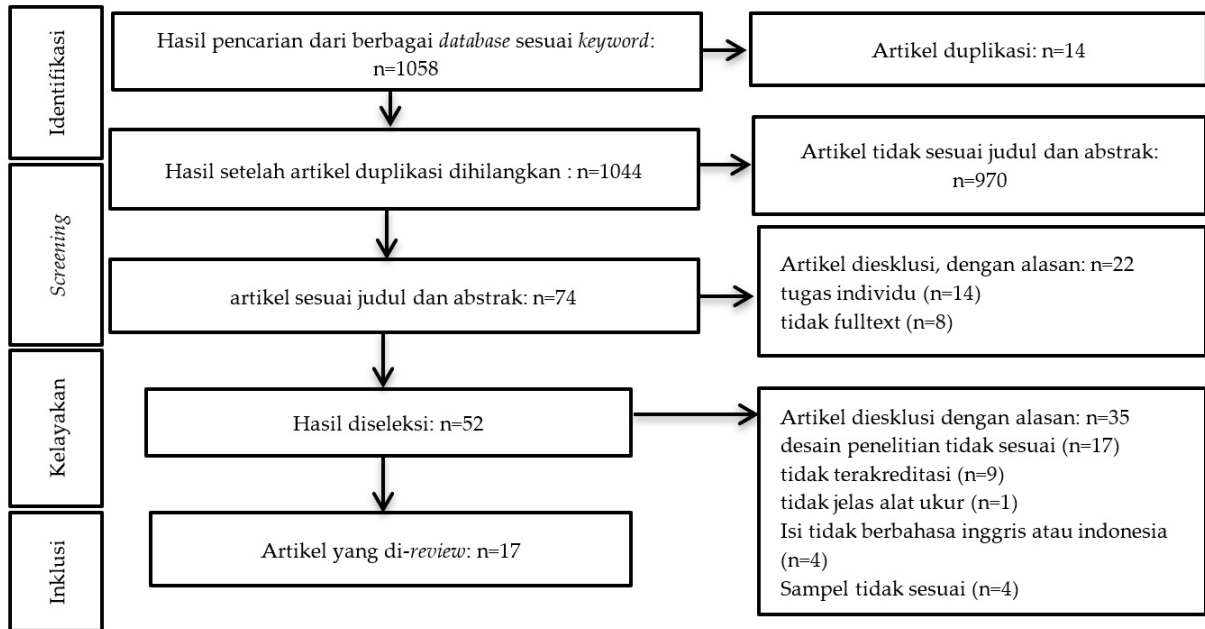 Identifikasi
Hasil pencarian dari berbagai database sesuai keyword:
n=1058
Artikel duplikasi: n=14
Hasil setelah artikel duplikasi dihilangkan : n=1044
Artikel tidak sesuai judul dan abstrak:
n=970
Screening
artikel sesuai judul dan abstrak: n=74
Artikel diesklusi, dengan alasan: n=22
tugas individu (n=14)
tidak fulltext (n=8)
Kelayakan
Hasil diseleksi: n=52
Artikel diesklusi dengan alasan: n=35
desain penelitian tidak sesuai (n=17)
tidak terakreditasi (n=9)
tidak jelas alat ukur (n=1)
Isi tidak berbahasa inggris atau indonesia
(n=4)
Sampel tidak sesuai (n=4)
Inklusi
Artikel yang di-review: n=17